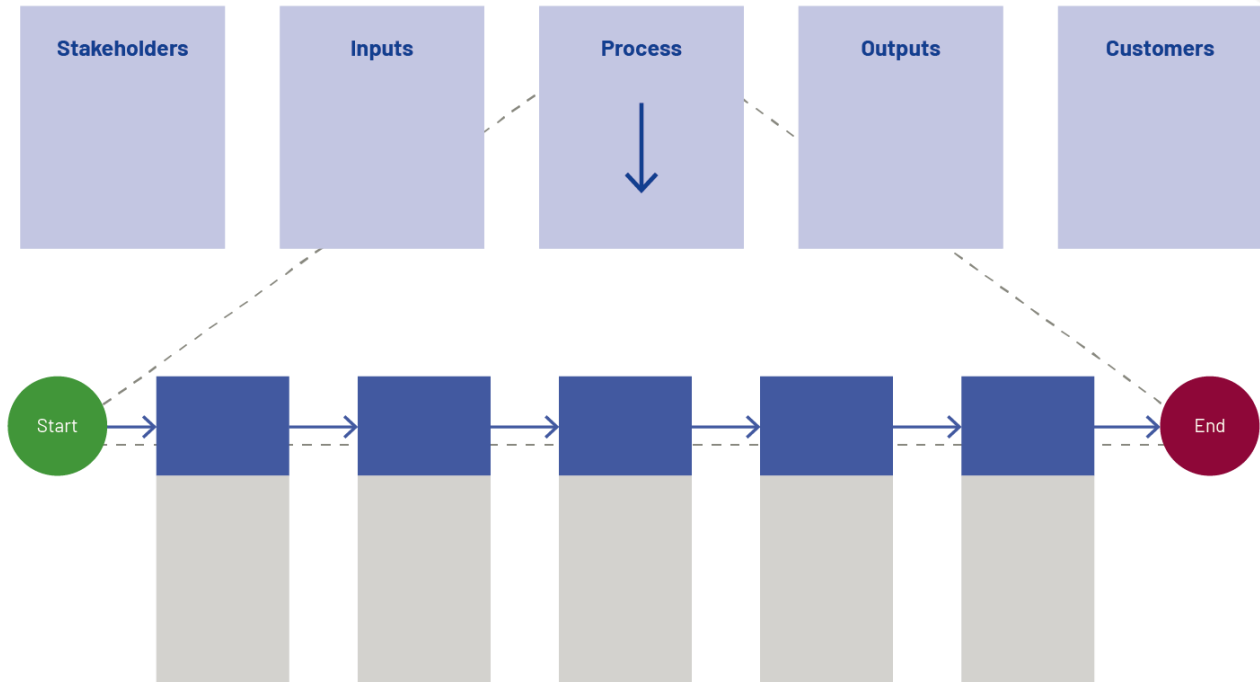 Stakeholders
Inputs
Process
Outputs
Customers
Start
End